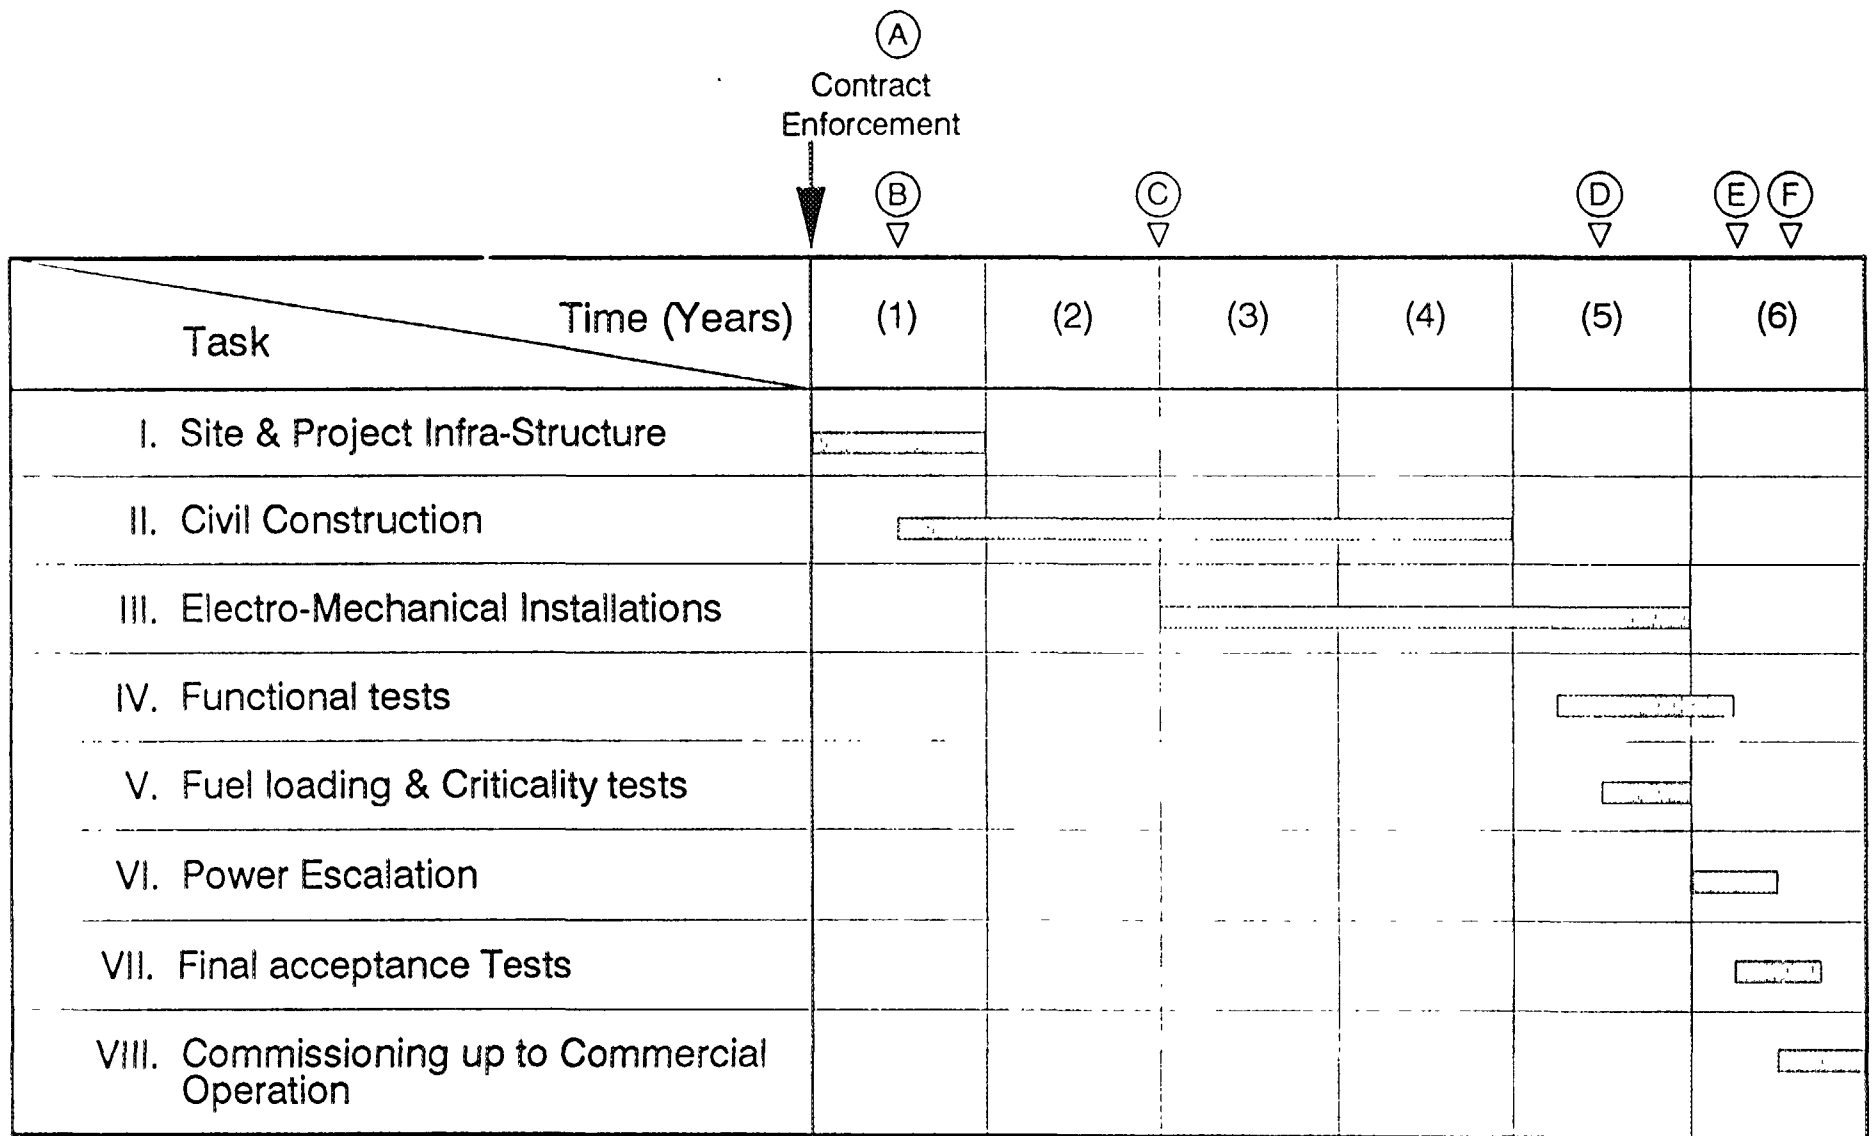 A
Contract
Enforcement
B C D E F
Time (Years) (1) (2) (3) (4) (5) (6)
Task
I. Site & Project Infra-Structure
II. Civil Construction
III. Electro-Mechanical Installations
IV. Functional tests
V. Fuel loading & Criticality tests
VI. Power Escalation
VII. Final acceptance Tests
VIII. Commissioning up to Commercial
Operation